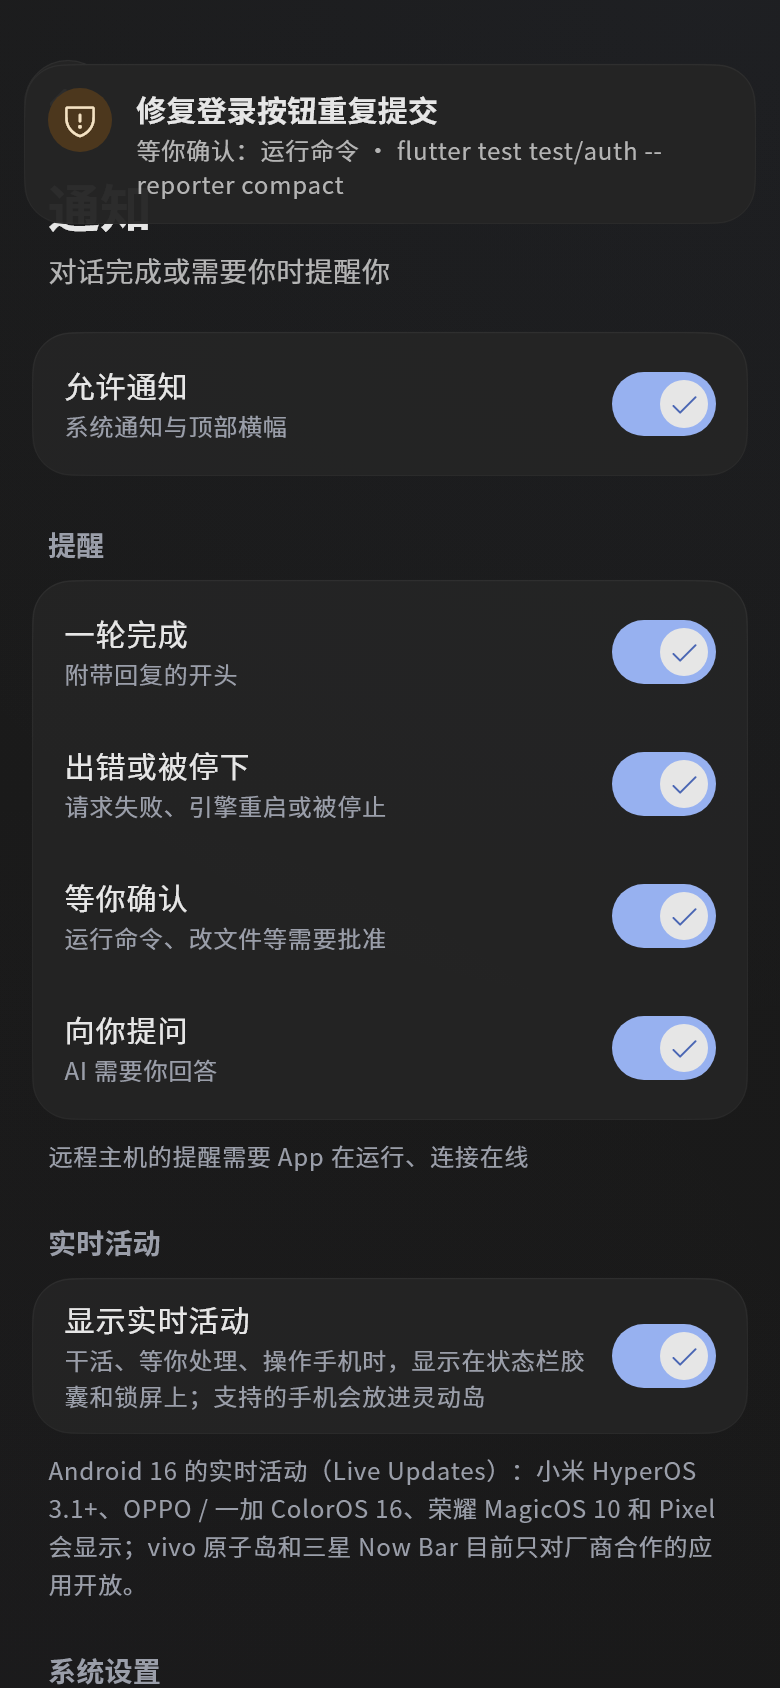 修复登录按钮重复提交
等你确认：运行命令 · flutter test test/auth --
reporter compact
通知
对话完成或需要你时提醒你
允许通知
系统通知与顶部横幅
提醒
一轮完成
附带回复的开头
出错或被停下
请求失败、引擎重启或被停止
等你确认
运行命令、改文件等需要批准
向你提问
AI 需要你回答
远程主机的提醒需要 App 在运行、连接在线
实时活动
显示实时活动
干活、等你处理、操作手机时，显示在状态栏胶
囊和锁屏上；支持的手机会放进灵动岛
Android 16 的实时活动（Live Updates）：小米 HyperOS
3.1+、OPPO / 一加 ColorOS 16、荣耀 MagicOS 10 和 Pixel
会显示；vivo 原子岛和三星 Now Bar 目前只对厂商合作的应
用开放。
系统设置